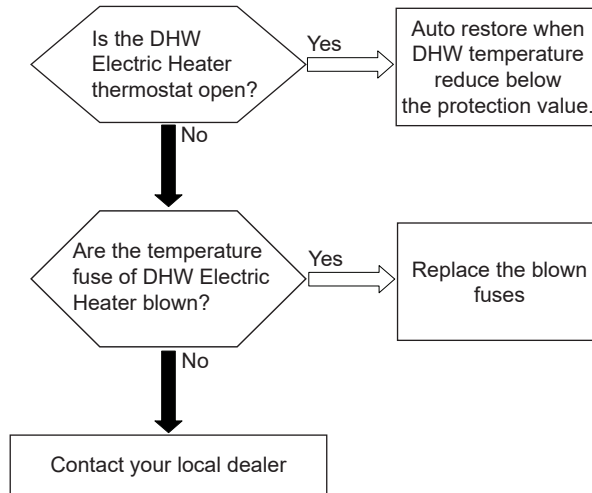 Is the DHW
Electric Heater
thermostat open?
Yes
Auto restore when
DHW temperature
reduce below
the protection value.
No
Are the temperature
fuse of DHW Electric
Heater blown?
Yes
Replace the blown
fuses
No
Contact your local dealer